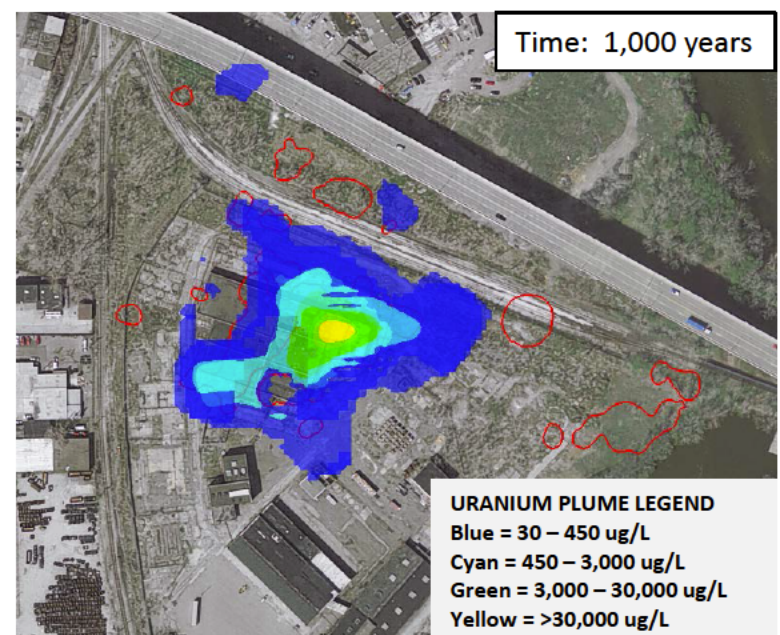 Time: 1,000 years
URANIUM PLUME LEGEND
Blue = 30 – 450 ug/L
Cyan = 450 – 3,000 ug/L
Green = 3,000 – 30,000 ug/L
Yellow = >30,000 ug/L